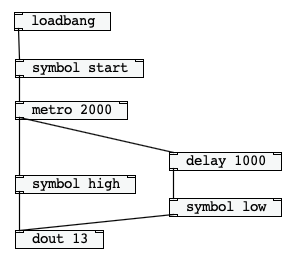 loadbang
symbol start
metro 2000
delay 1000
symbol high
symbol low
dout 13